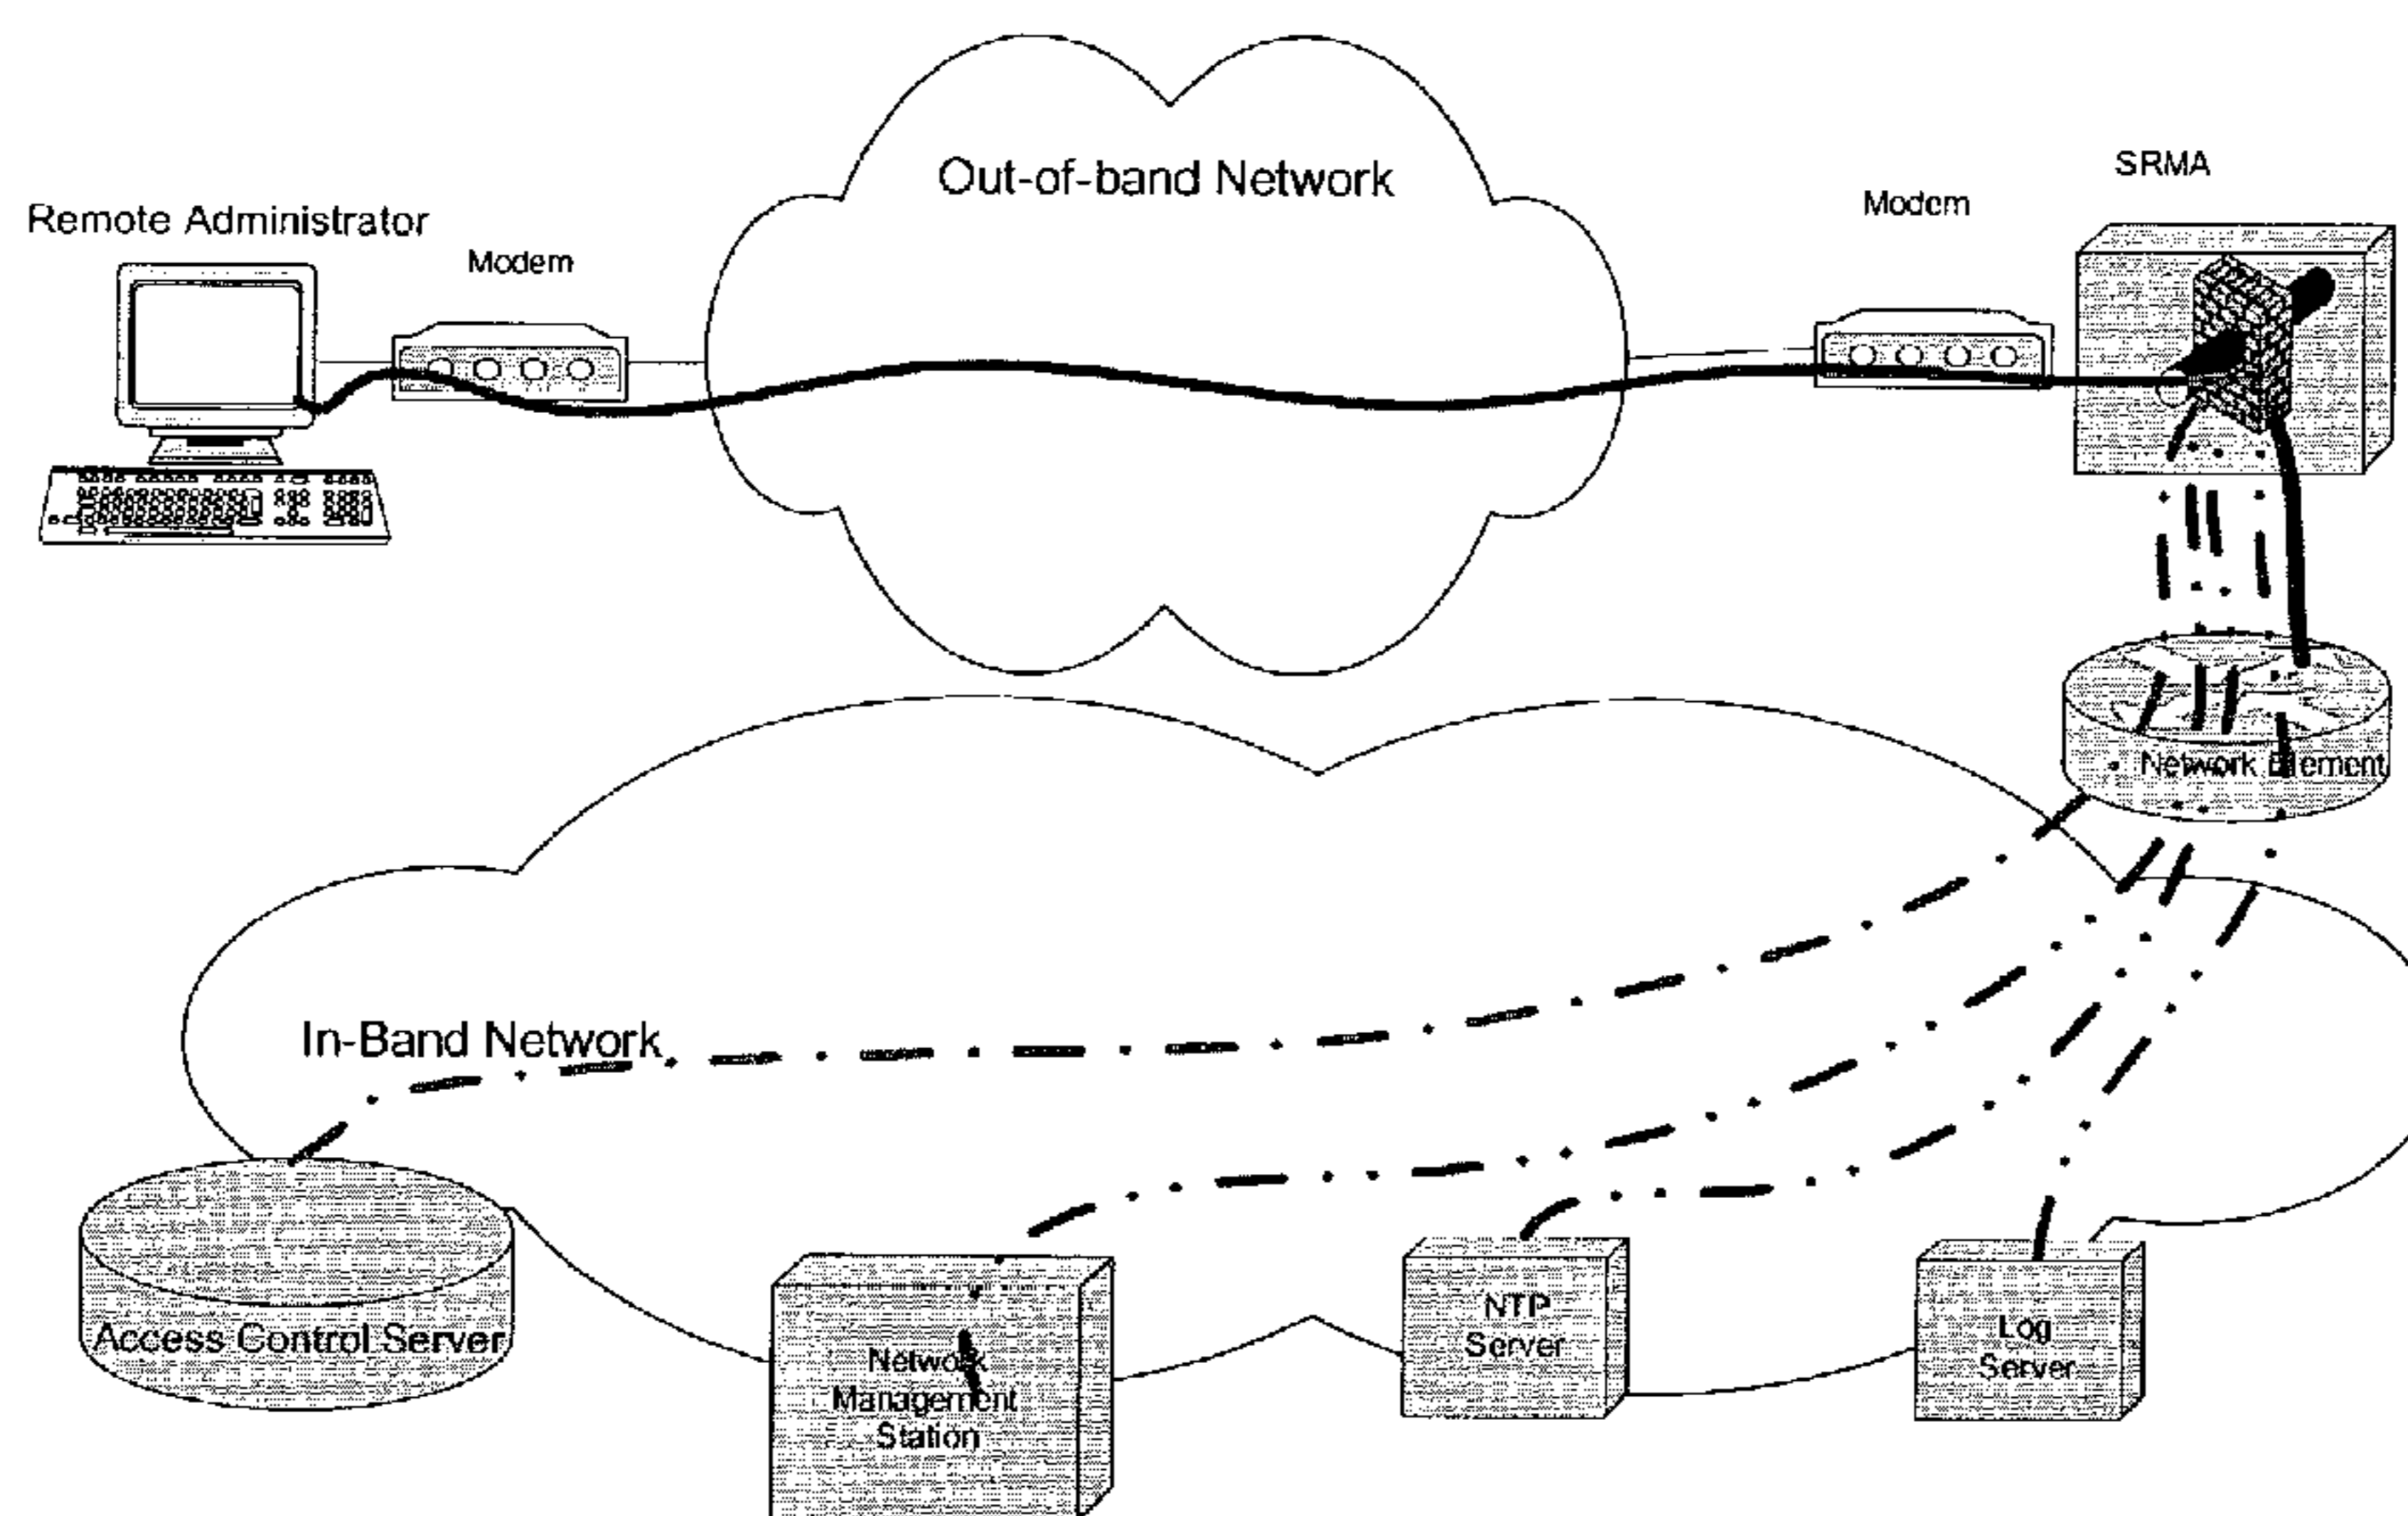 Out-of-band Network
SRMA
Remote Administrator
Modem
Modem
Network Element
In-Band Network
Access Control Server
Network
Management
Station
NTP
Server
Log
Server